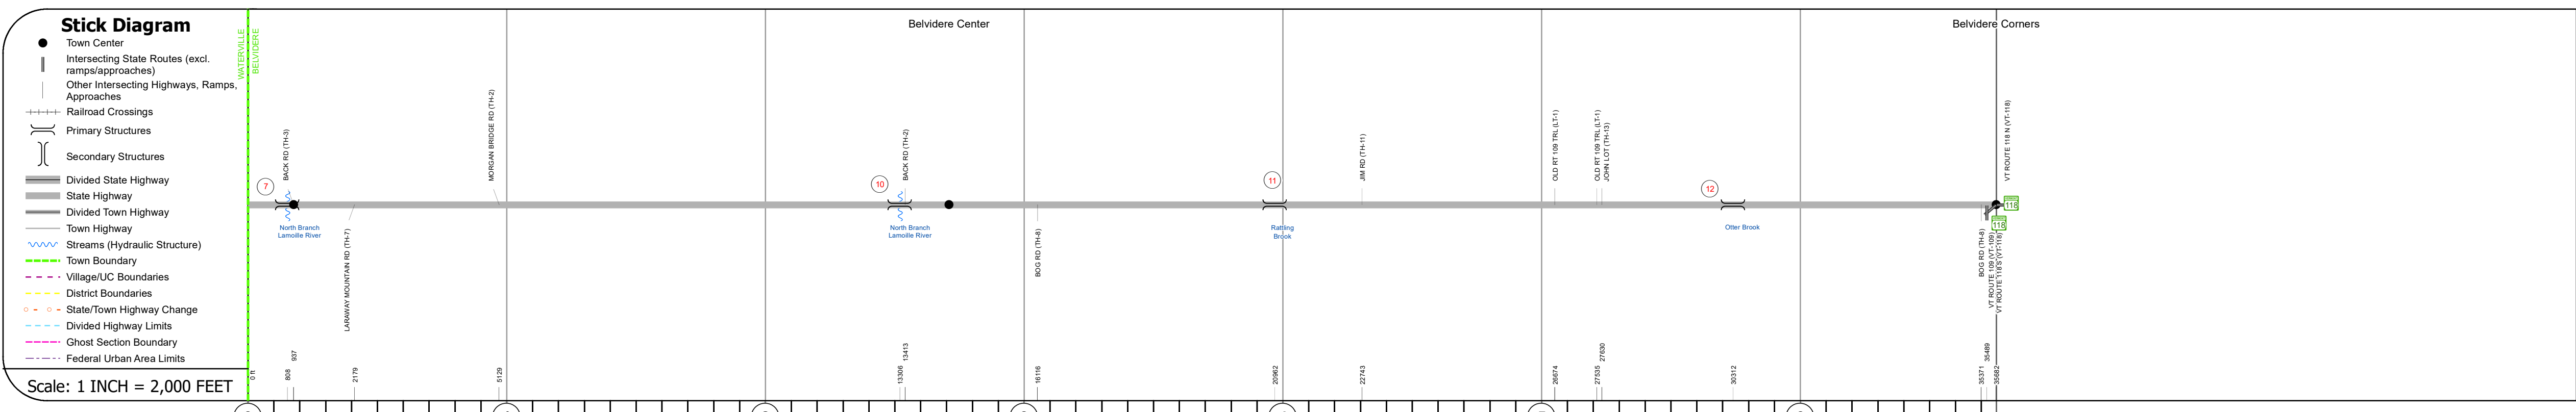 Stick Diagram
Town Center
Intersecting State Routes (excl.
ramps/approaches)
Other Intersecting Highways, Ramps,
Approaches
Railroad Crossings
Primary Structures
Secondary Structures
Divided State Highway
State Highway
Divided Town Highway
Town Highway
Streams (Hydraulic Structure)
Town Boundary
Village/UC Boundaries
District Boundaries
State/Town Highway Change
Divided Highway Limits
Ghost Section Boundary
Federal Urban Area Limits
Scale: 1 INCH = 2,000 FEET
WATERVILLE
BELVIDERE
Belvidere Center
Belvidere Corners
BACK RD (TH-3)
MORGAN BRIDGE RD (TH-2)
BACK RD (TH-2)
JIM RD (TH-11)
OLD RT 109 TRL (LT-1)
OLD RT 109 TRL (LT-1)
JOHN LOT (TH-13)
VT ROUTE 118 N (VT-118)
7
10
11
12
118
118
North Branch
Lamoille River
North Branch
Lamoille River
Rattling
Brook
Otter Brook
LARAWAY MOUNTAIN RD (TH-7)
BOG RD (TH-8)
BOG RD (TH-8)
VT ROUTE 109 (VT-109)
VT ROUTE 118 S (VT-118)
0 ft
808
937
2179
5129
13306
13413
16116
20962
22743
26674
27535
27630
30312
35371
35489
35682